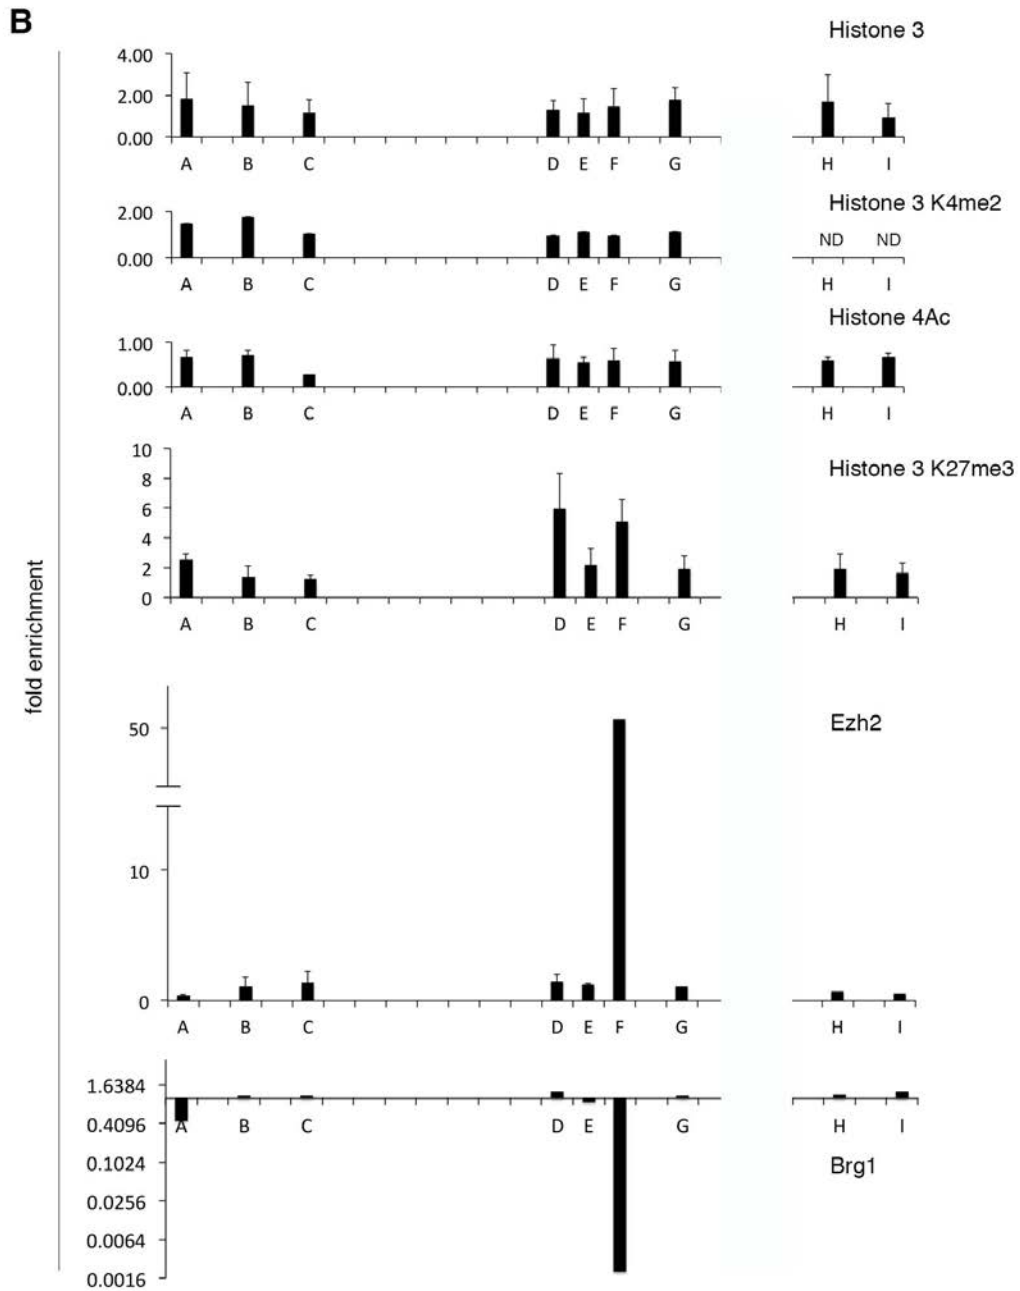 B
Histone 3
4.00
2.00
0.00
A B C D E F G H I
Histone 3 K4me2
2.00
ND ND
0.00
A B C D E F G H I
Histone 4Ac
1.00
0.00
A B C D E F G H I
10
Histone 3 K27me3
8
6
4
2
0
A B C D E F G H I
fold enrichment
Ezh2
50
10
0
A B C D E F G H I
1.6384
0.4096
A B C D E F G H I
Brg1
0.1024
0.0256
0.0064
0.0016